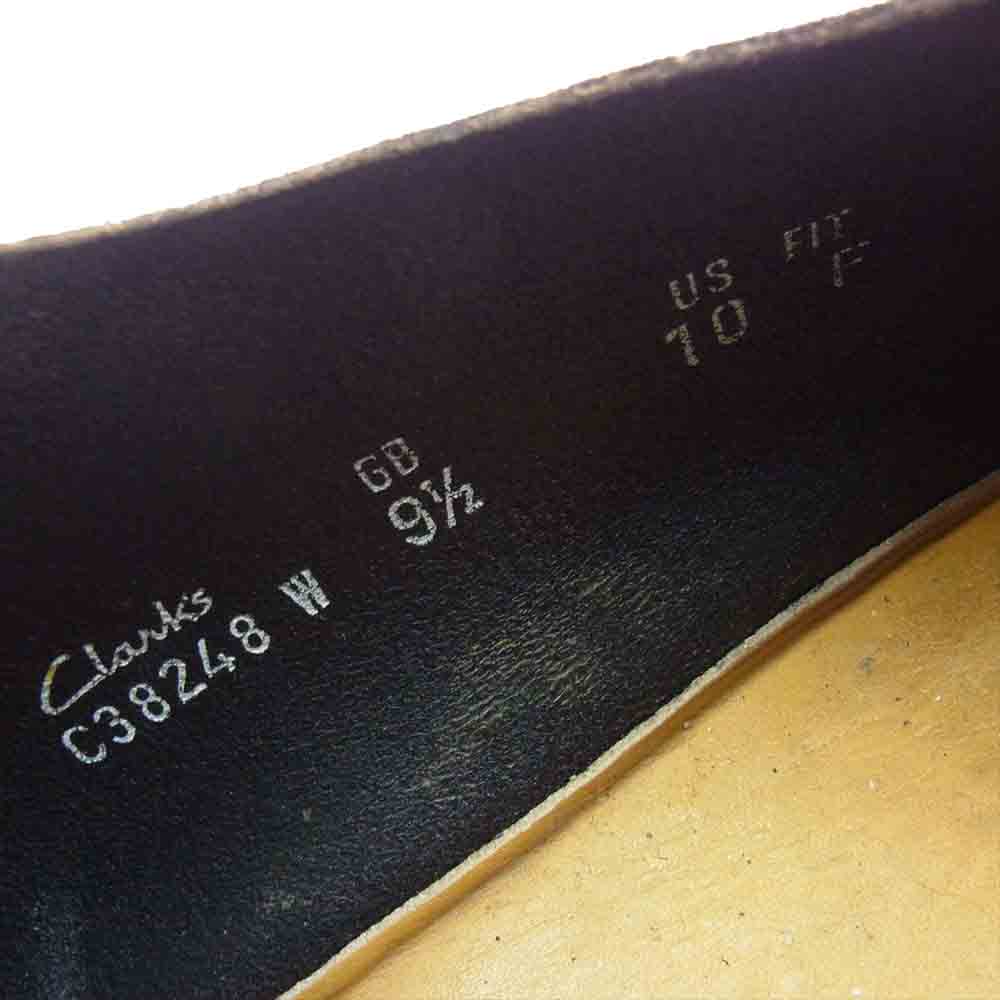 Clarks
C38248 W
GB
9½
US
10
FIT
F